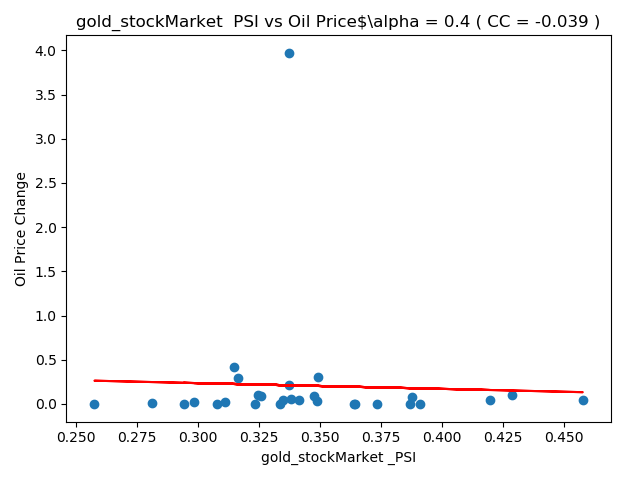 gold_stockMarket  PSI vs Oil Price$\alpha = 0.4 ( CC = -0.039 )
4.0
3.5
3.0
2.5
2.0
1.5
1.0
0.5
0.0
Oil Price Change
0.250 0.275 0.300 0.325 0.350 0.375 0.400 0.425 0.450
gold_stockMarket _PSI